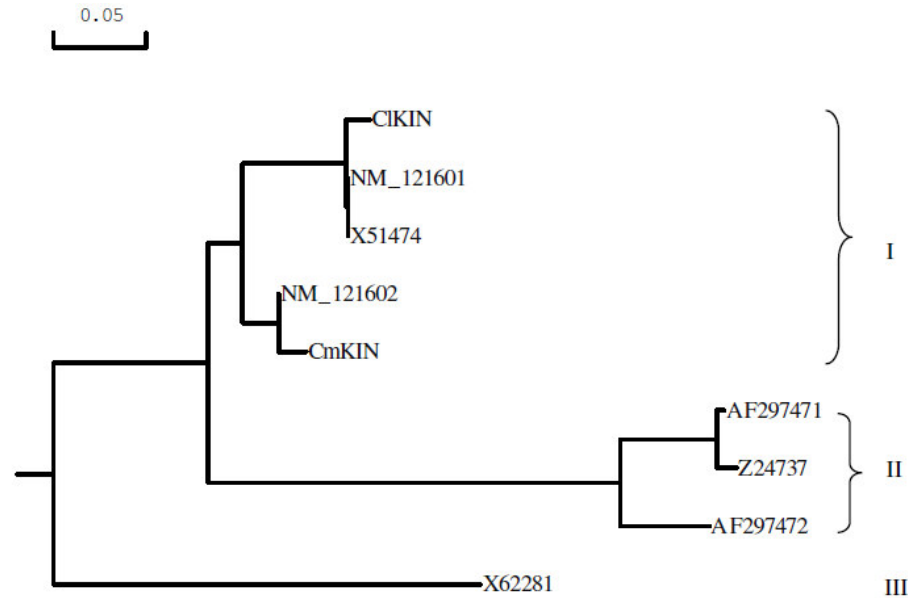 0.05
ClKIN
NM_121601
X51474
I
NM_121602
CmKIN
AF297471
Z24737
II
AF297472
X62281
III